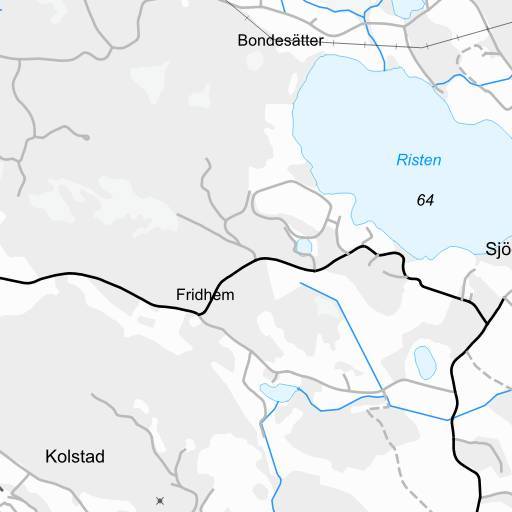 Bondesätter
Risten
64
Sjö
Fridhem
Kolstad